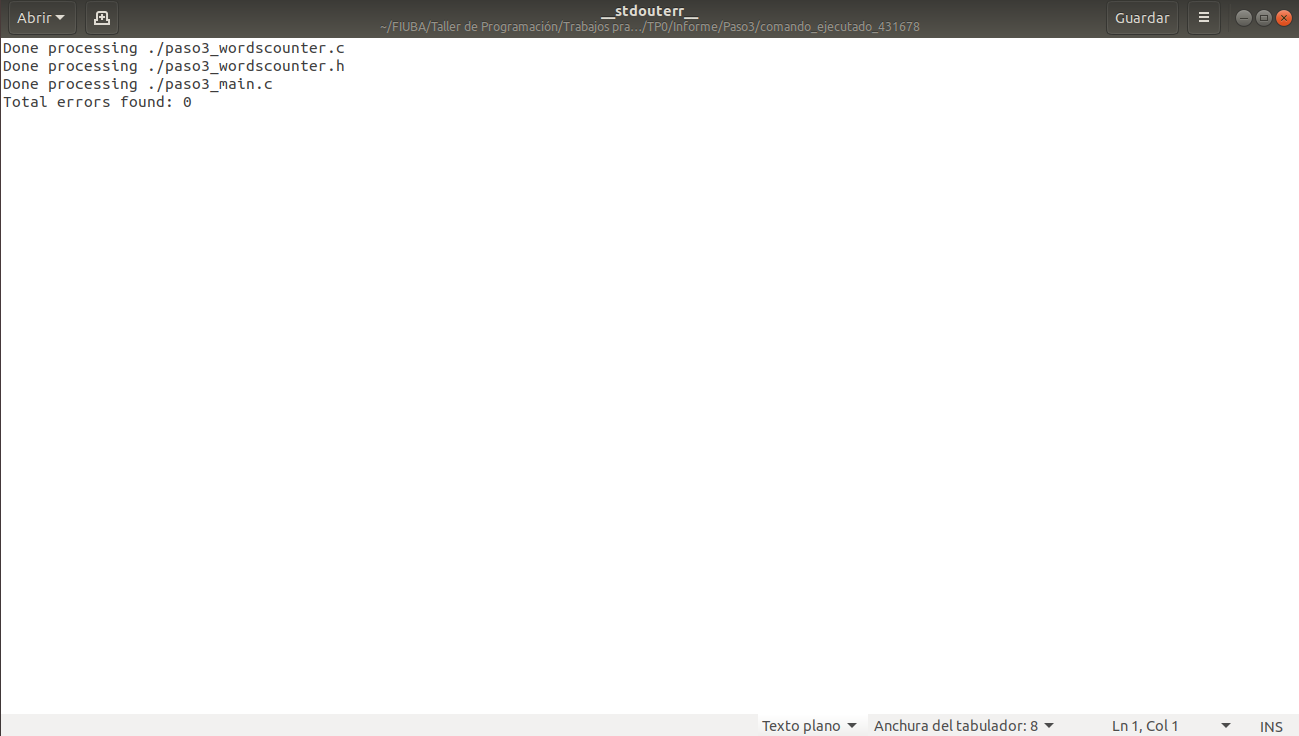 Abrir
__stdouterr__
~/FIUBA/Taller de Programación/Trabajos pra…/TP0/Informe/Paso3/comando_ejecutado_431678
Guardar
Done processing ./paso3_wordscounter.c
Done processing ./paso3_wordscounter.h
Done processing ./paso3_main.c
Total errors found: 0
Texto plano
Anchura del tabulador: 8
Ln 1, Col 1
INS